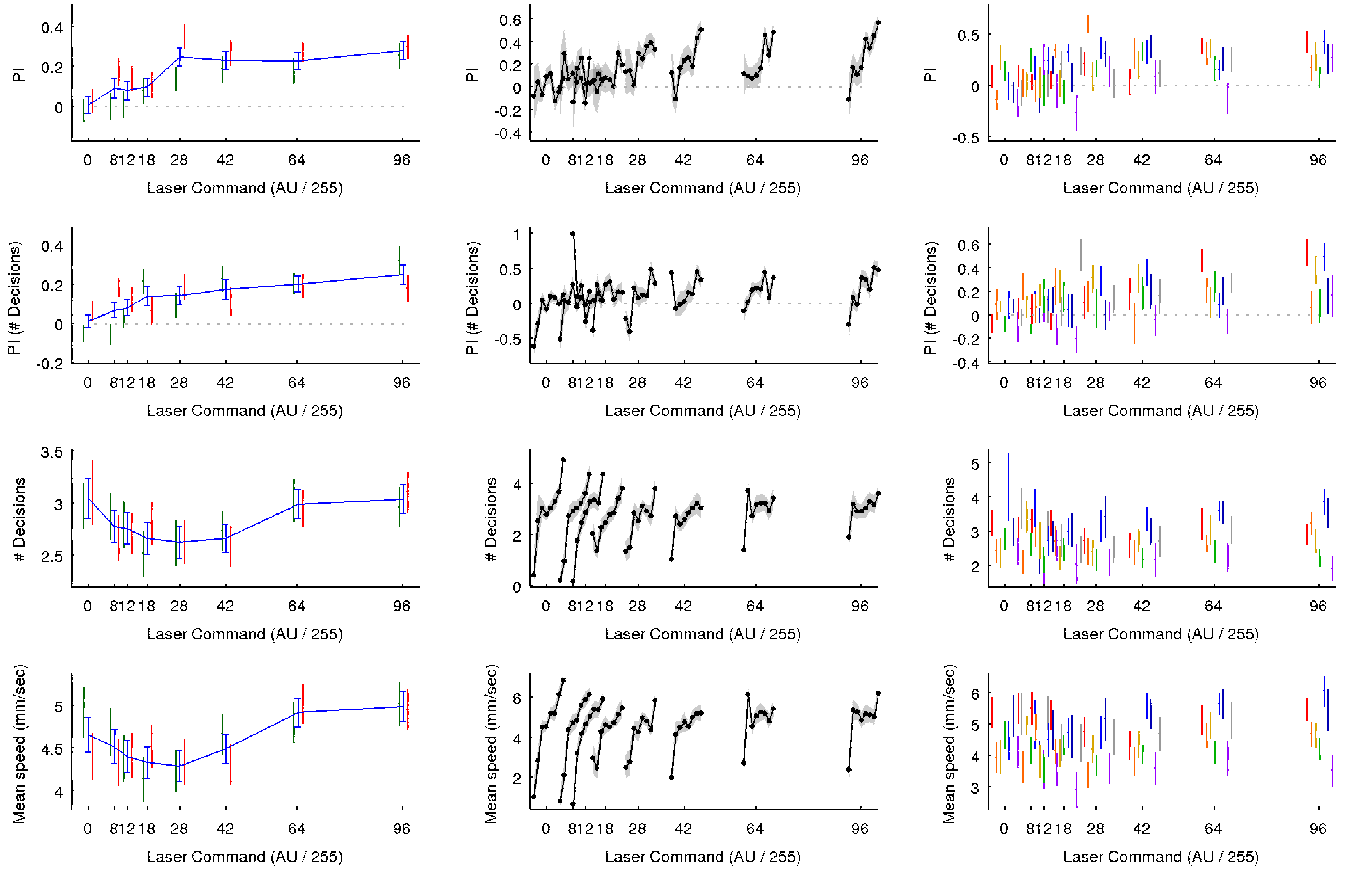 0.4
0.2
0
PI
0 8 12 18 28 42 64 96
Laser Command (AU / 255)
0.6
0.4
0.2
0
-0.2
-0.4
PI
0 8 12 18 28 42 64 96
Laser Command (AU / 255)
0.5
0
-0.5
PI
0 8 12 18 28 42 64 96
Laser Command (AU / 255)
0.4
0.2
0
-0.2
PI (# Decisions)
0 8 12 18 28 42 64 96
Laser Command (AU / 255)
1
0.5
0
-0.5
PI (# Decisions)
0 8 12 18 28 42 64 96
Laser Command (AU / 255)
0.6
0.4
0.2
0
-0.2
-0.4
PI (# Decisions)
0 8 12 18 28 42 64 96
Laser Command (AU / 255)
3.5
3
2.5
# Decisions
0 8 12 18 28 42 64 96
Laser Command (AU / 255)
4
2
0
# Decisions
0 8 12 18 28 42 64 96
Laser Command (AU / 255)
5
4
3
2
# Decisions
0 8 12 18 28 42 64 96
Laser Command (AU / 255)
5
4.5
4
Mean speed (mm/sec)
0 8 12 18 28 42 64 96
Laser Command (AU / 255)
6
4
2
Mean speed (mm/sec)
0 8 12 18 28 42 64 96
Laser Command (AU / 255)
6
5
4
3
Mean speed (mm/sec)
0 8 12 18 28 42 64 96
Laser Command (AU / 255)